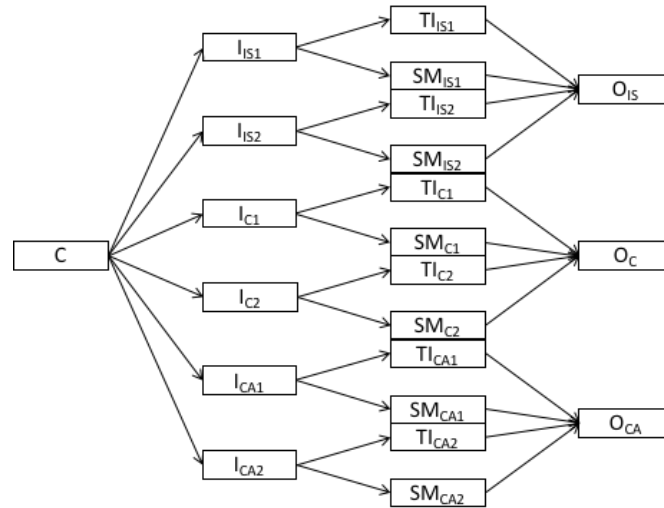 TI_IS1
I_IS1
SM_IS1
O_IS
TI_IS2
I_IS2
SM_IS2
TI_C1
I_C1
SM_C1
C
O_C
TI_C2
I_C2
SM_C2
TI_CA1
I_CA1
SM_CA1
O_CA
TI_CA2
I_CA2
SM_CA2